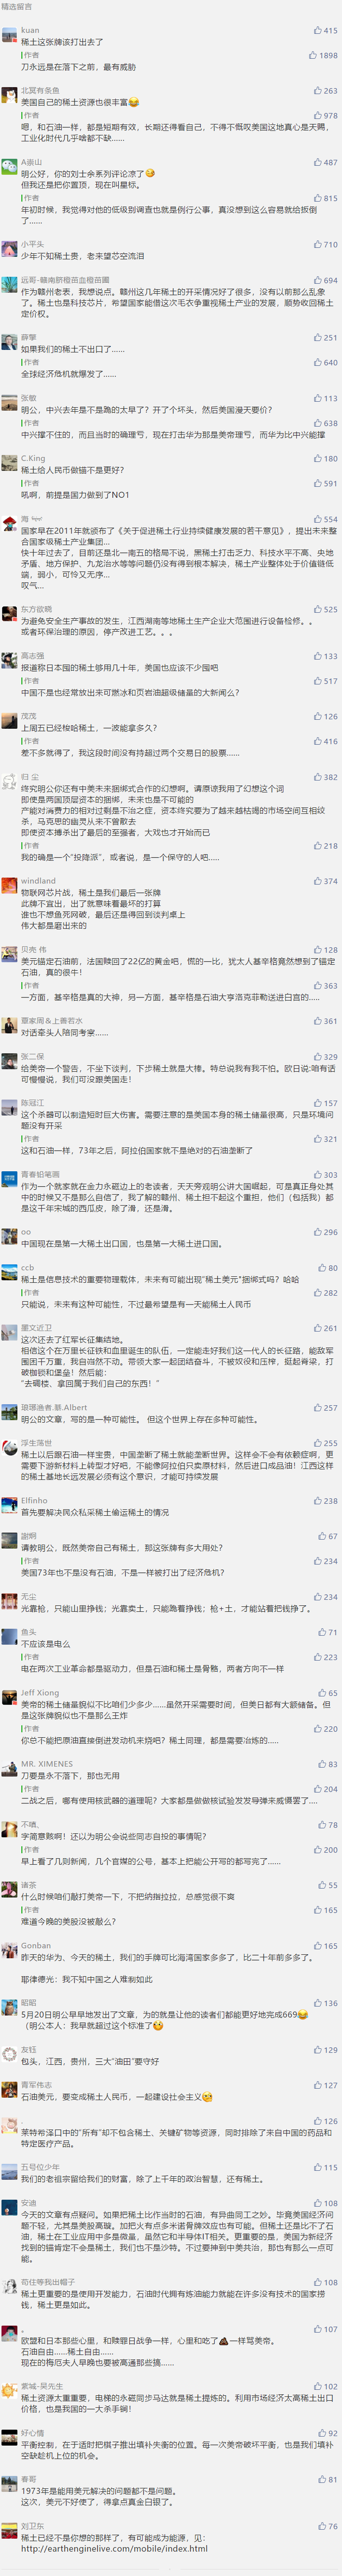 精选留言
kuan
415
稀土这张牌该打出去了
作者
1898
刀永远是在落下之前，最有威胁
北冥有条鱼
263
美国自己的稀土资源也很丰富😂
作者
978
嗯，和石油一样，都是短期有效，长期还得看自己，不得不慨叹美国这地真心是天赐，
工业化时代几乎啥都不缺……
A崇山
487
明公好，你的刘士余系列评论凉了
但我还是把你置顶，现在叫星标。
作者
815
年初时候，我觉得对他的低级别调查也就是例行公事，真没想到这么容易就给扳倒
了……
小平头
710
少年不知稀土贵，老来望芯空流泪
远哥-赣南脐橙苗血橙苗圃
694
作为赣州老表，我想说点。赣州这几年稀土的开采情况好了很多，没有以前那么乱象
了。稀土也是科技芯片，希望国家能借这次毛衣争重视稀土产业的发展，顺势收回稀土
定价权。
薛擎
251
如果我们的稀土不出口了……
作者
640
全球经济危机就爆发了……
张敏
113
明公，中兴去年是不是跪的太早了？开了个坏头，然后美国漫天要价？
作者
638
中兴撑不住的，而且当时的确理亏，现在打击华为那是美帝理亏，而华为比中兴能撑
C.King
180
稀土给人民币做锚不是更好？
作者
591
吼啊，前提是国力做到了NO1
海
554
国家早在2011年就颁布了《关于促进稀土行业持续健康发展的若干意见》，提出未来整
合国家级稀土产业集团…
快十年过去了，目前还是北一南五的格局不说，黑稀土打击乏力、科技水平不高、央地
矛盾、地方保护、九龙治水等等问题仍没有得到根本解决，稀土产业整体处于价值链低
端，弱小，可怜又无序…
叹气…
东方欲晓
525
为避免安全生产事故的发生，江西湖南等地稀土生产企大范围进行设备检修。。
或者环保治理的原因，停产改进工艺。。。
高志强
133
报道称日本囤的稀土够用几十年，美国也应该不少囤吧
作者
517
中国不是也经常放出来可燃冰和页岩油超级储量的大新闻么？
茂茂
126
上周五已经梭哈稀土，一波能拿多久？
作者
416
差不多就得了，我这段时间没有持超过两个交易日的股票……
归 尘
382
终究明公你还有中美未来捆绑式合作的幻想啊。请原谅我用了幻想这个词
即使是两国顶层资本的捆绑，未来也是不可能的
产能对消费力的相对过剩是不治之症，资本终究要为了越来越枯竭的市场空间互相绞
杀，马克思的幽灵从来不曾散去
即使资本搏杀出了最后的至强者，大戏也才开始而已
作者
218
我的确是一个“投降派”，或者说，是一个保守的人吧……
windland
374
物联网芯片战，稀土是我们最后一张牌
此牌不宜出，出了就意味着最坏的打算
谁也不想鱼死网破，最后还是得回到谈判桌上
伟大都是磨出来的
贝壳 伟
128
美元锚定石油前，法国赎回了22亿的黄金吧，慌的一比，犹太人基辛格竟然想到了锚定
石油，真的很牛！
作者
363
一方面，基辛格是真的大神，另一方面，基辛格是石油大亨洛克菲勒送进白宫的……
覃家周＆上善若水
361
对话牵头人陪同考察……
张二保
329
给美帝一个警告，不坐下谈判，下步稀土就是大棒。特总说我有我不怕。欧日说:咱有话
可慢慢说，我们可没跟美国走！
陈冠江
157
这个杀器可以制造短时巨大伤害。需要注意的是美国本身的稀土储量很高，只是环境问
题没有开采
作者
321
这和石油一样，73年之后，阿拉伯国家就不是绝对的石油垄断了
青春铅笔画
303
作为一个就家就在金力永磁边上的老读者，天天旁观明公讲大国崛起，可是真正身处其
中的时候又不是那么自信了，我了解的赣州、稀土担不起这个重担，他们（包括我）都是
这千年宋城的西瓜皮，除了滑，还是滑。
oo
296
中国现在是第一大稀土出口国，也是第一大稀土进口国。
ccb
80
稀土是信息技术的重要物理载体，未来有可能出现“稀土美元”捆绑式吗？哈哈
作者
282
只能说，未来有这种可能性，不过最希望是有一天能稀土人民币
墨文近卫
261
这次还去了红军长征集结地。
相信这个在万里长征铁和血里诞生的队伍，一定能走好我们这一代人的长征路，能敌军
围困千万重，我自岿然不动。带领大家一起团结奋斗，不被奴役和压榨，挺起脊梁，打
破枷锁和堡垒！然后能：
“去碉楼、拿回属于我们自己的东西！”
琅琊渔者.蔡.Albert
257
明公的文章，写的是一种可能性。 但这个世界上存在多种可能性。
浮生荡世
255
稀土以后跟石油一样宝贵，中国垄断了稀土就能垄断世界。这样会不会有依赖症啊，更
需要下游新材料上转型才好吧，不能像阿拉伯只卖原材料，然后进口成品油！江西这样
的稀土基地长远发展必须有这个意识，才能可持续发展
Elfinho
238
首先要解决民众私采稀土偷运稀土的情况
謝炯
67
请教明公，既然美帝自己有稀土，那这张牌有多大用处？
作者
234
美国73年也不是没有石油，不是一样被打出了经济危机？
无尘
234
光靠枪，只能山里挣钱；光靠卖土，只能跪着挣钱；枪+土，才能站着把钱挣了。
鱼头
71
不应该是电么
作者
223
电在两次工业革命都是驱动力，但是石油和稀土是骨骼，两者方向不一样
Jeff Xiong
65
美帝的稀土储量貌似不比咱们少多少……虽然开采需要时间，但美日都有大额储备。但
是这张牌貌似也不是那么王炸
作者
220
你总不能把原油直接倒进发动机来烧吧？稀土同理，都是需要冶炼的……
MR. XIMENES
83
刀要是永不落下，那也无用
作者
204
二战之后，哪有使用核武器的道理呢？大家都是做做核试验发发导弹来威慑罢了….
不喷、
78
字简意赅啊！还以为明公会说些同志自投的事情呢？
作者
200
早上看了几则新闻，几个官媒的公号，基本上把能公开写的都写完了……
诸茶
55
什么时候咱们敲打美帝一下，不把纳指拉拉，总感觉很不爽
作者
165
难道今晚的美股没被敲么？
Gonban
165
昨天的华为、今天的稀土，我们的手牌可比海湾国家多多了，比二十年前多多了。
耶律德光：我不知中国之人难制如此
昭昭
136
5月20日明公早早地发出了文章，为的就是让他的读者们都能更好地完成669😂
（明公本人：我早就超过这个标准了
友钰
129
包头，江西，贵州，三大“油田”要守好
青军伟志
127
石油美元，要变成稀土人民币，一起建设社会主义
.
126
莱特希泽口中的“所有”却不包含稀土、关键矿物等资源，同时排除了来自中国的药品和
特定医疗产品。
五号位少年
115
我们的老祖宗留给我们的财富，除了上千年的政治智慧，还有稀土。
安迪
108
今天的文章有点疑问。如果把稀土比作当时的石油，有异曲同工之妙。毕竟美国经济问
题不轻，尤其是美股高璇。加把火有点多米诺骨牌效应也有可能。但稀土还是比不了石
油，稀土在工业应用中多是微量，虽然它和半导体IT相关。更重要的是，美国为新经济
找到的锚肯定不会是稀土，我们也不是沙特。不过要抻到中美共治，那也有那么一点可
能。
苟住等我出帽子
108
稀土更重要的是使用开发能力，石油时代拥有炼油能力就能在许多没有技术的国家捞
钱，稀土更是如此。
。
107
欧盟和日本那些心里，和赎罪日战争一样，心里和吃了💩一样骂美帝。
石油自由……稀土自由……
现在的梅厄夫人早晚也要被高通那些搞……
紫城-吴先生
102
稀土资源太重重要，电梯的永磁同步马达就是稀土提炼的。利用市场经济太高稀土出口
价格，也是我国的一大杀手锏！
好心情
92
平衡控制，在于适时把棋子推出填补失衡的位置。每一次美帝破坏平衡，也是我们填补
空缺趁机上位的机会。
春哥
81
1973年是能用美元解决的问题都不是问题。
这次，美元不好使了，得拿点真金白银了。
刘卫东
76
稀土已经不是你想的那样了，有可能成为能源，见：
http://earthenginelive.com/mobile/index.html